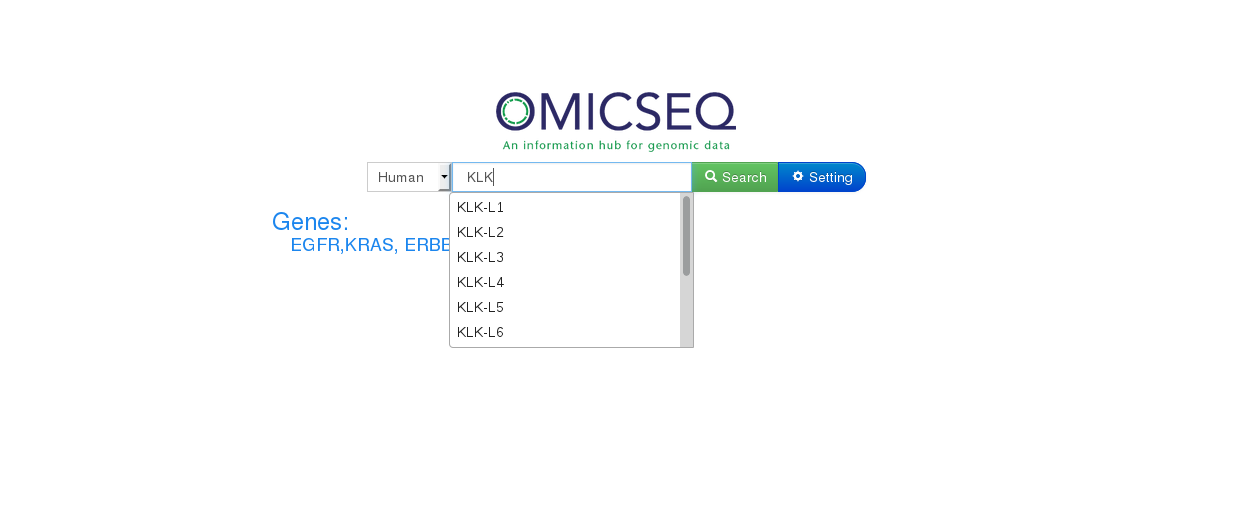 OMICSEQ
An information hub for genomic data
Human KLK Search Setting
Genes:
EGFR,KRAS,
KLK-L1
KLK-L2
KLK-L3
KLK-L4
KLK-L5
KLK-L6